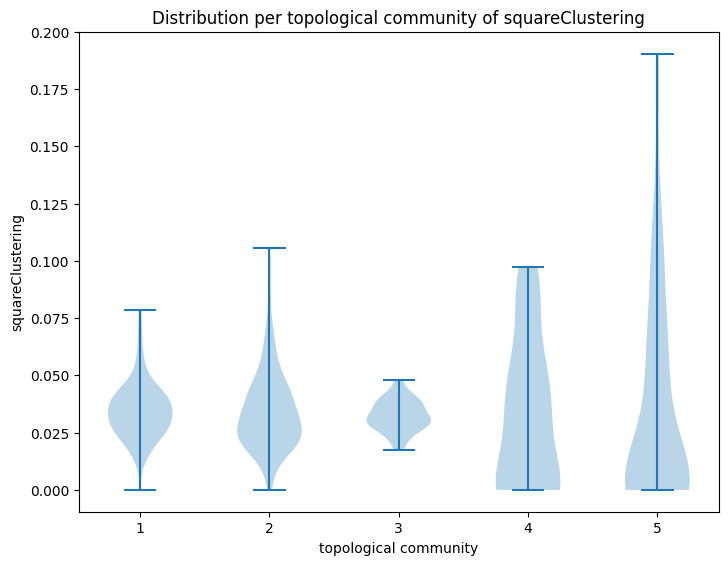 Distribution per topological community of squareClustering
0.200
0.175
0.150
0.125
0.100
0.075
0.050
0.025
0.000
squareClustering
1 2 3 4 5
topological community